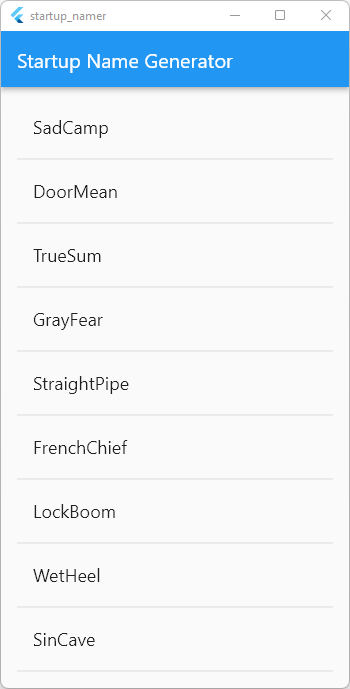 startup_namer
Startup Name Generator
SadCamp
DoorMean
TrueSum
GrayFear
StraightPipe
FrenchChief
LockBoom
WetHeel
SinCave